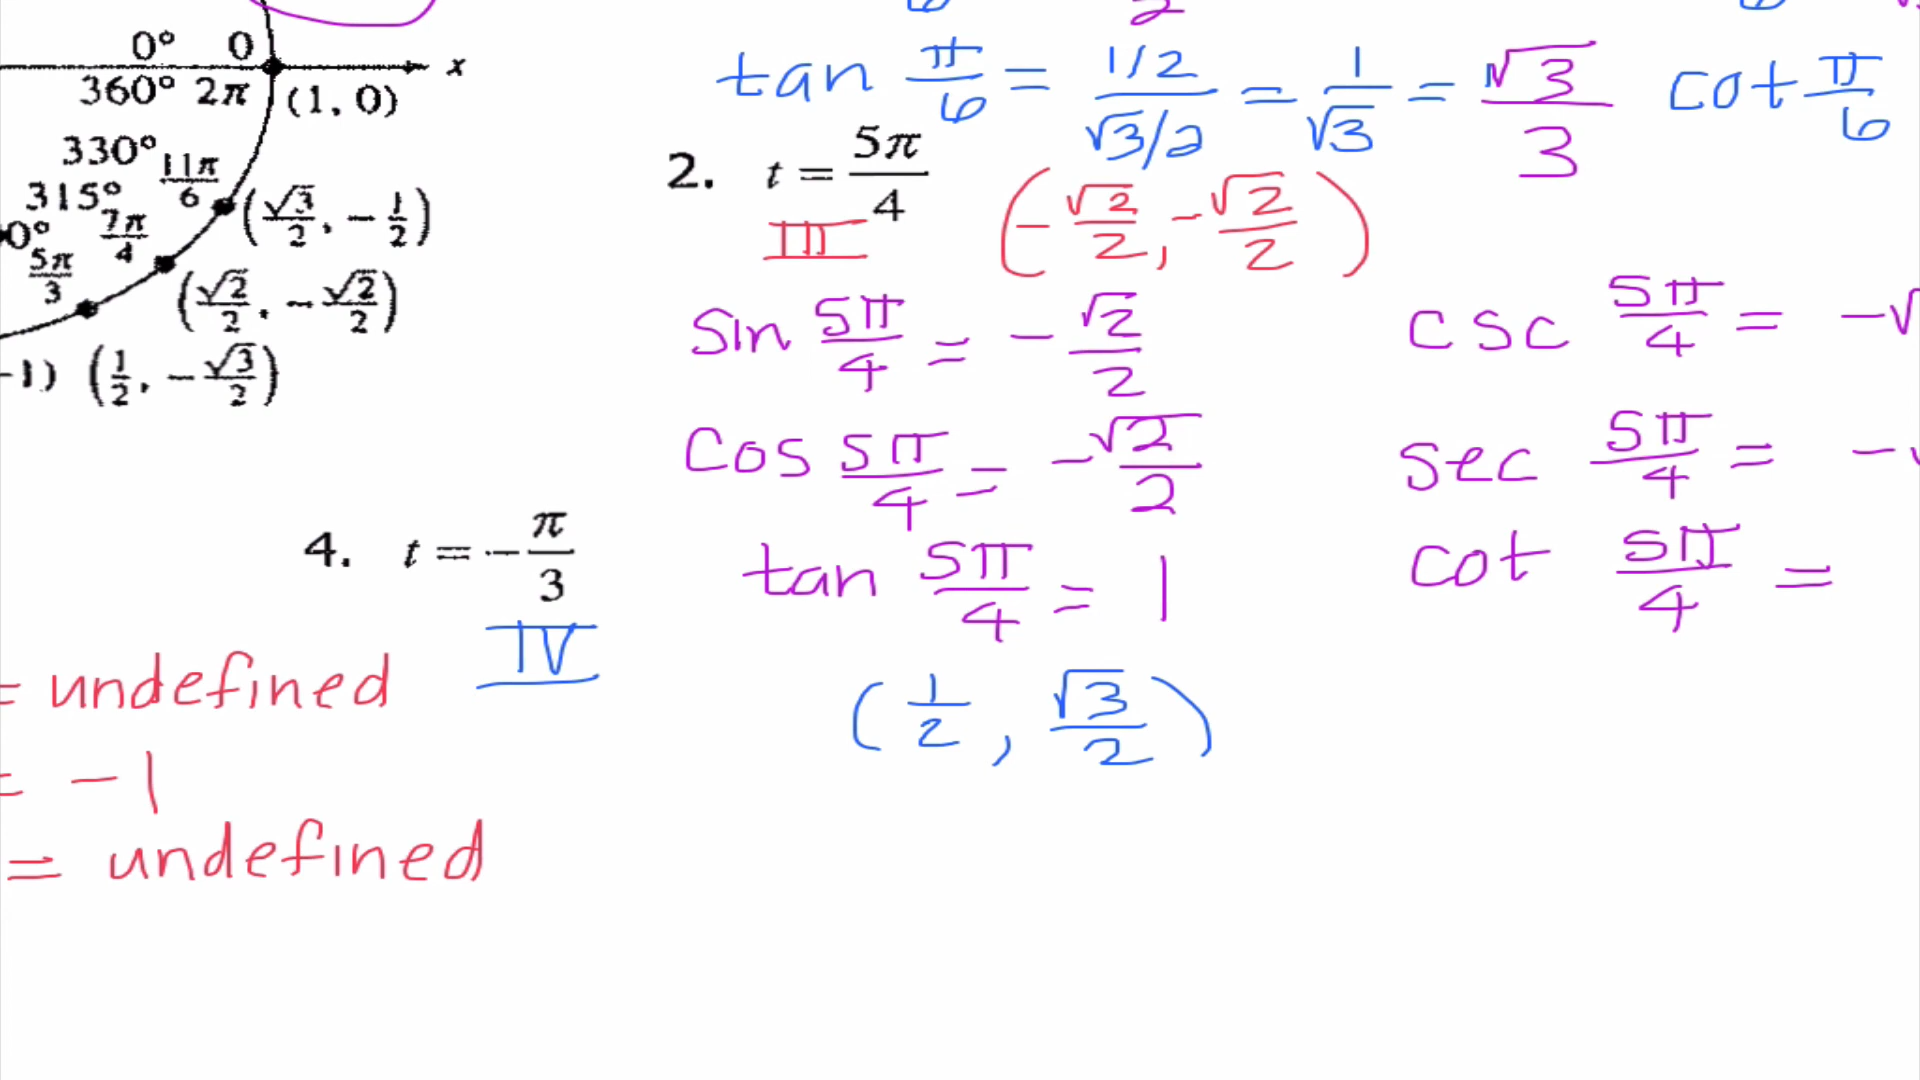 0° 0
360° 2π
x
(1, 0)
330° 11π/6
(√3/2, -1/2)
315° 7π/4
(√2/2, -√2/2)
0° 5π/3
-1) (1/2, -√3/2)
tan π/6 = (1/2)/(√3/2) = 1/√3 = √3/3
cot π/6
2. t = 5π/4
III (-√2/2, -√2/2)
sin 5π/4 = -√2/2
csc 5π/4 = -√
cos 5π/4 = -√2/2
sec 5π/4 = -
tan 5π/4 = 1
cot 5π/4 =
4. t = -π/3
IV
(1/2, √3/2)
= undefined
= -1
= undefined